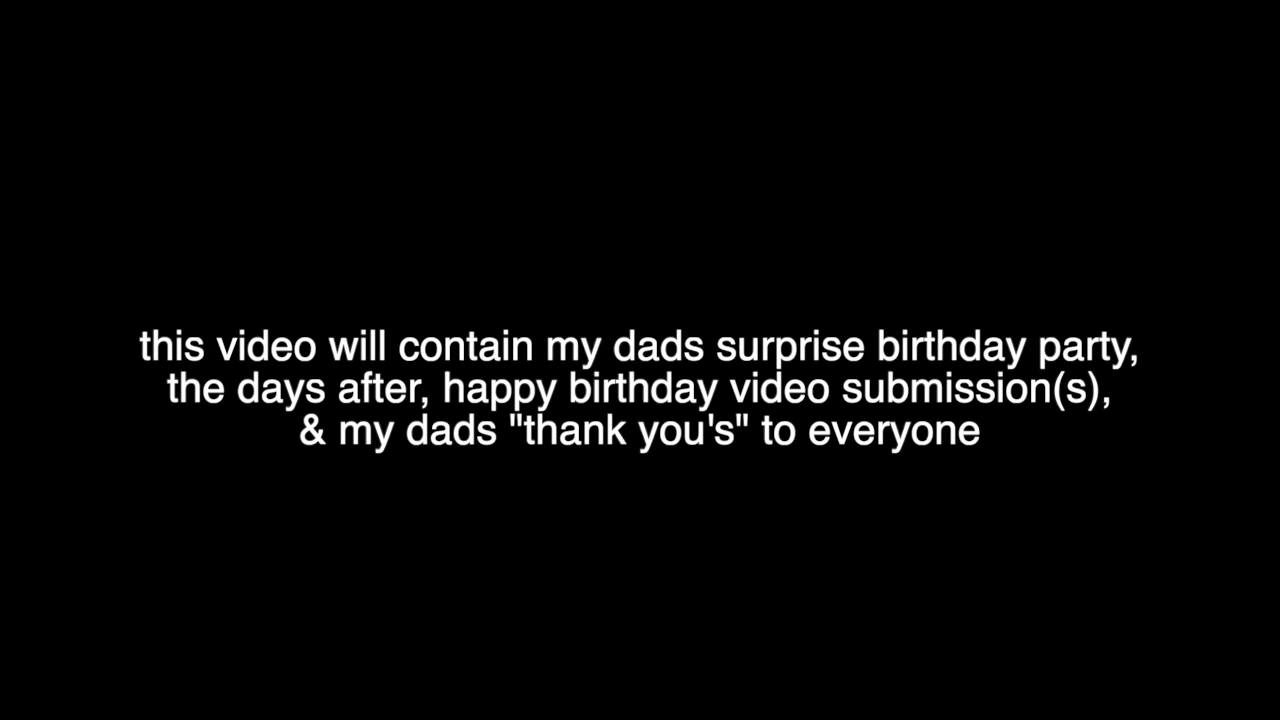 this video will contain my dads surprise birthday party,
the days after, happy birthday video submission(s),
& my dads "thank you's" to everyone